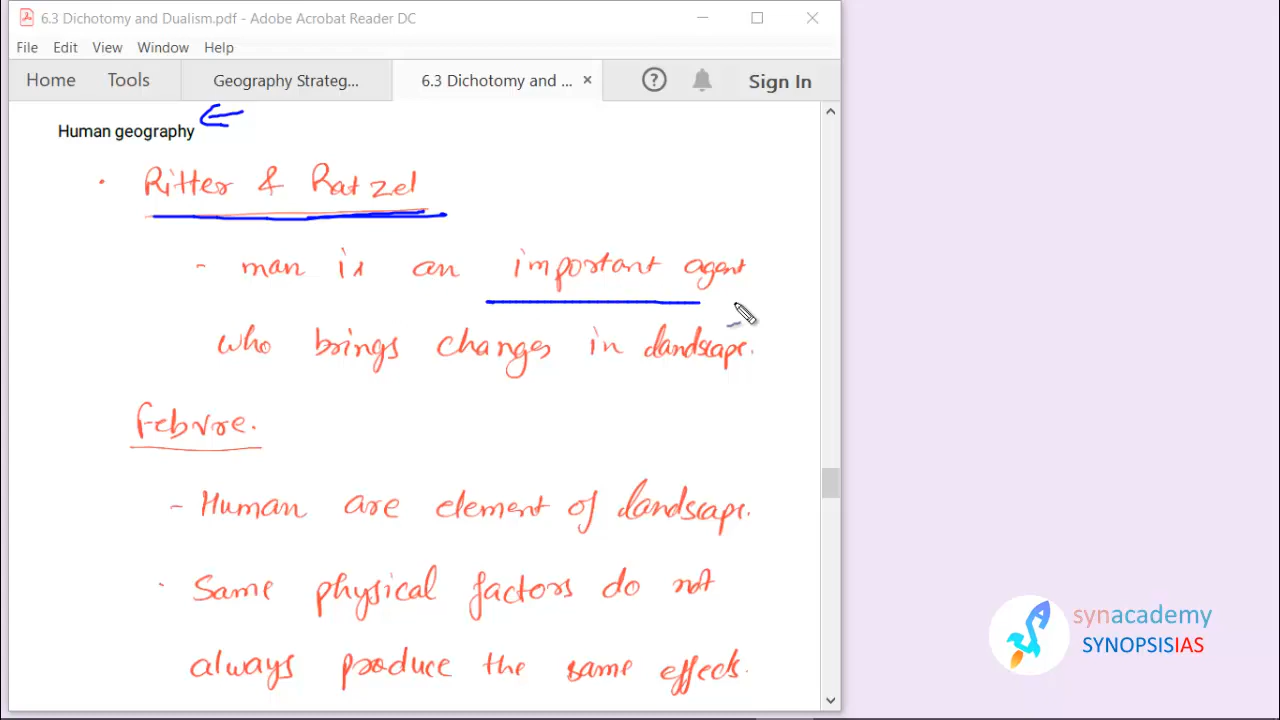 6.3 Dichotomy and Dualism.pdf - Adobe Acrobat Reader DC
File Edit View Window Help
Home Tools Geography Strateg... 6.3 Dichotomy and ... × ? Sign In
Human geography
• Ritter & Ratzel
- man is an important agent
who brings changes in landscape.
Febvre.
- Human are element of landscape.
• Same physical factors do not
always produce the same effects.
synacademy
SYNOPSISIAS